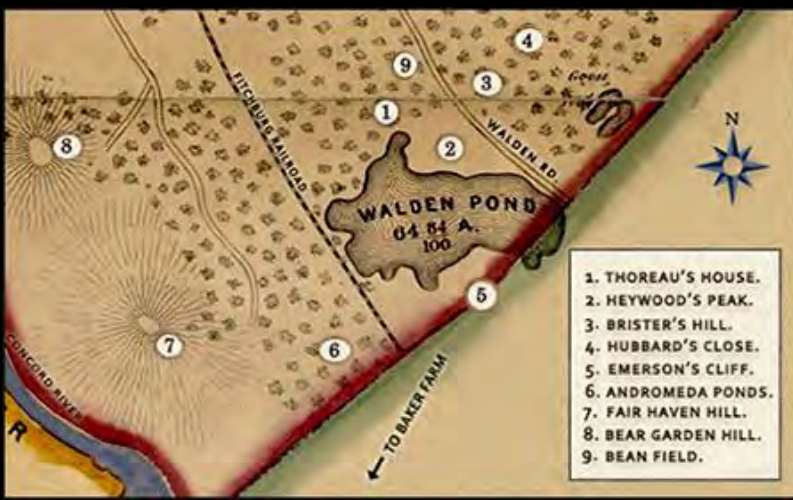 4
9
3
GOOSE
1
FITCHBURG RAILROAD
WALDEN RD.
N
8
2
WALDEN POND
64 84 A.
100
5
7
6
CONCORD RIVER
R
← TO BAKER FARM
1. THOREAU'S HOUSE.
2. HEYWOOD'S PEAK.
3. BRISTER'S HILL.
4. HUBBARD'S CLOSE.
5. EMERSON'S CLIFF.
6. ANDROMEDA PONDS.
7. FAIR HAVEN HILL.
8. BEAR GARDEN HILL.
9. BEAN FIELD.